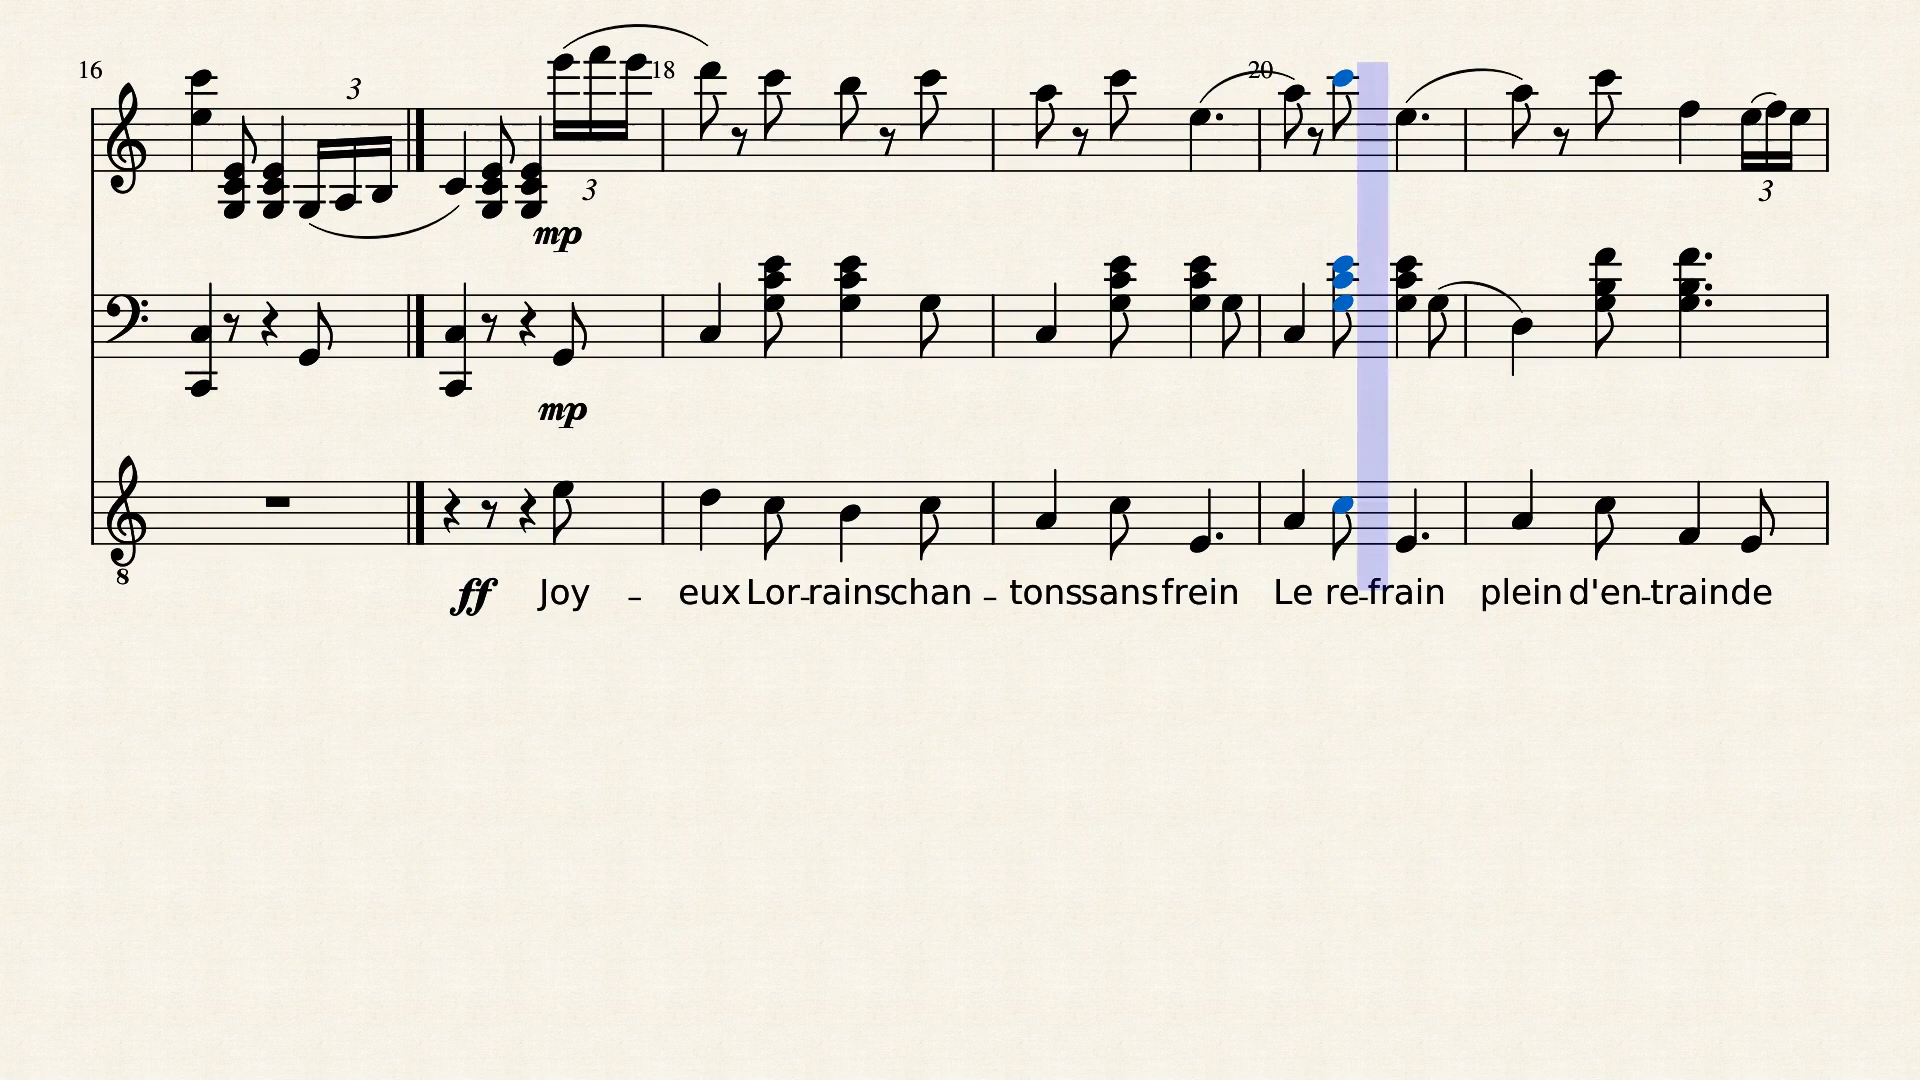 16 3 18 20
3 3
mp
mp
8
ff Joy – eux Lor-rains chan – tons sans frein Le re-frain plein d'en-train de